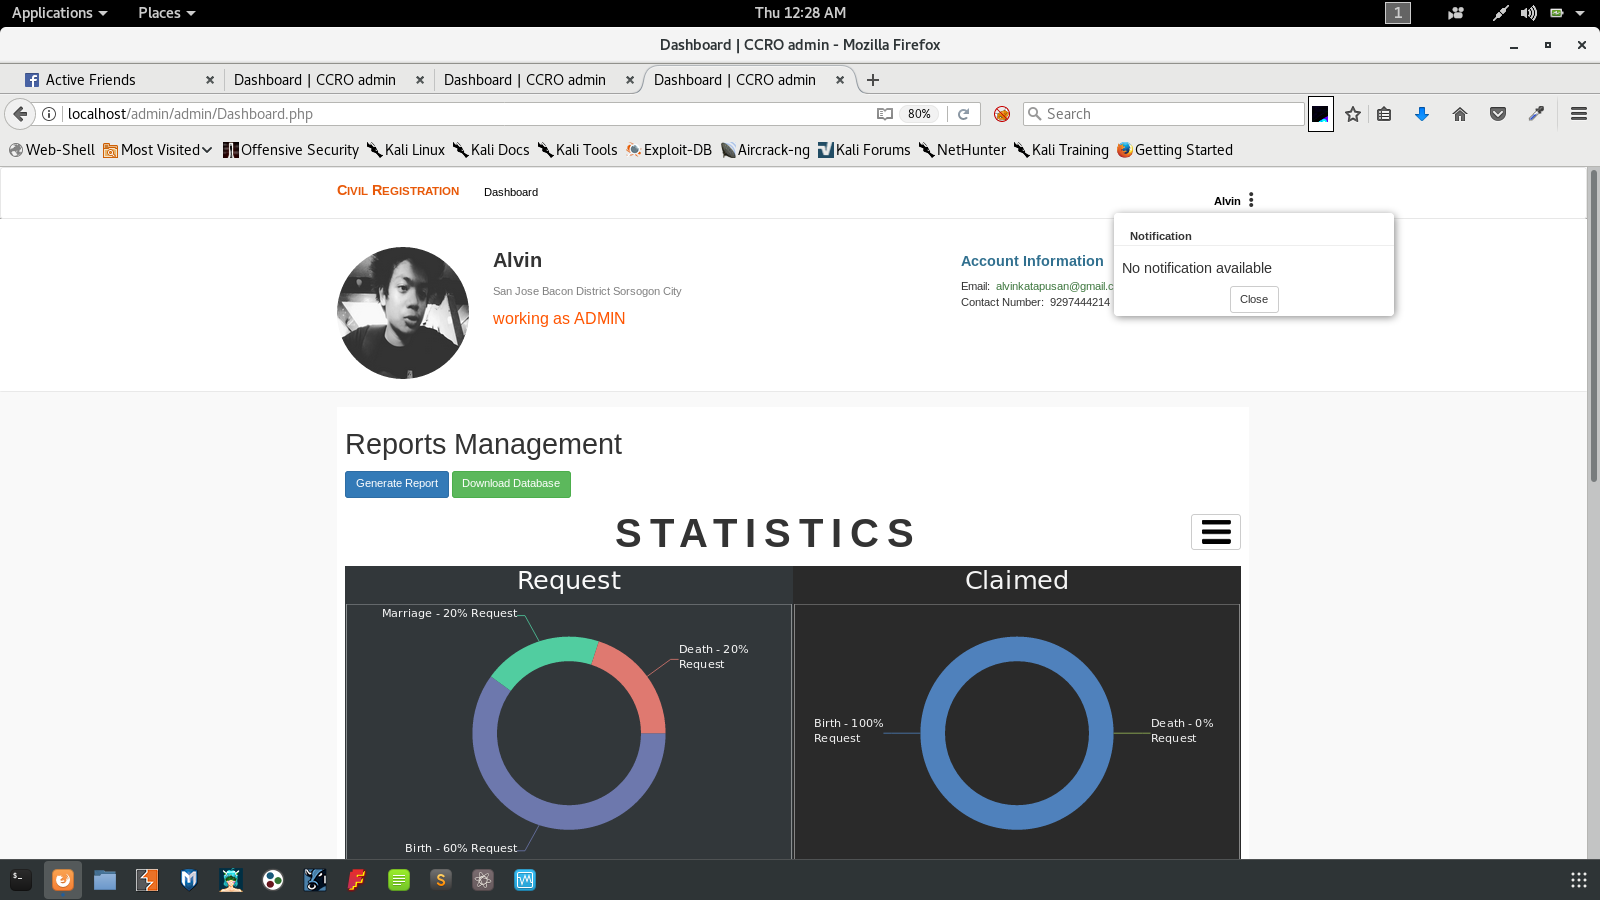 Applications Places Thu 12:28 AM 1
Dashboard | CCRO admin - Mozilla Firefox
Active Friends Dashboard | CCRO admin Dashboard | CCRO admin Dashboard | CCRO admin
localhost/admin/admin/Dashboard.php 80% Search
Web-Shell Most Visited Offensive Security Kali Linux Kali Docs Kali Tools Exploit-DB Aircrack-ng Kali Forums NetHunter Kali Training Getting Started
CIVIL REGISTRATION Dashboard Alvin
Notification
No notification available
Close
Alvin
San Jose Bacon District Sorsogon City
working as ADMIN
Account Information
Email: alvinkatapusan@gmail.c
Contact Number: 9297444214
Reports Management
Generate Report Download Database
STATISTICS
Request Claimed
Marriage - 20% Request
Death - 20%
Request
Birth - 60% Request
Birth - 100%
Request
Death - 0%
Request